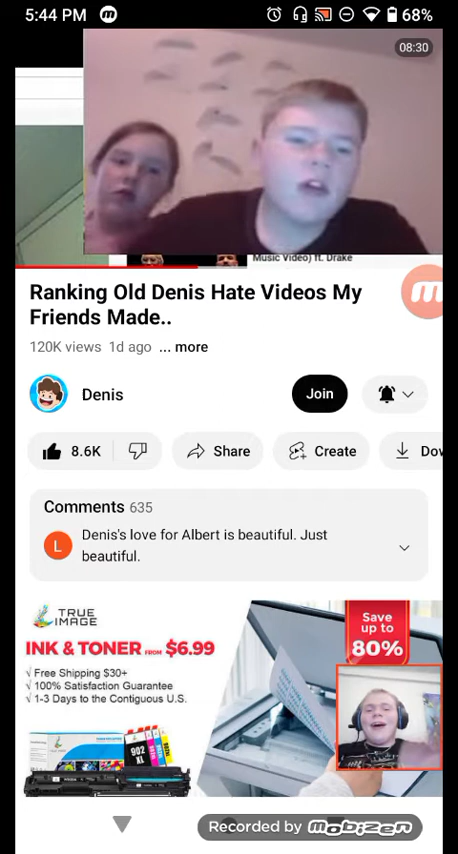 5:44 PM m 68%
08:30
Music Video) ft. Drake
m
Ranking Old Denis Hate Videos My
Friends Made..
120K views 1d ago ... more
Denis
Join
8.6K
Share
Create
Dov
Comments 635
L
Denis's love for Albert is beautiful. Just
beautiful.
TRUE
IMAGE
INK & TONER FROM $6.99
√ Free Shipping $30+
√ 100% Satisfaction Guarantee
√ 1-3 Days to the Contiguous U.S.
Save
up to
80%
902
XL
Recorded by mobizen